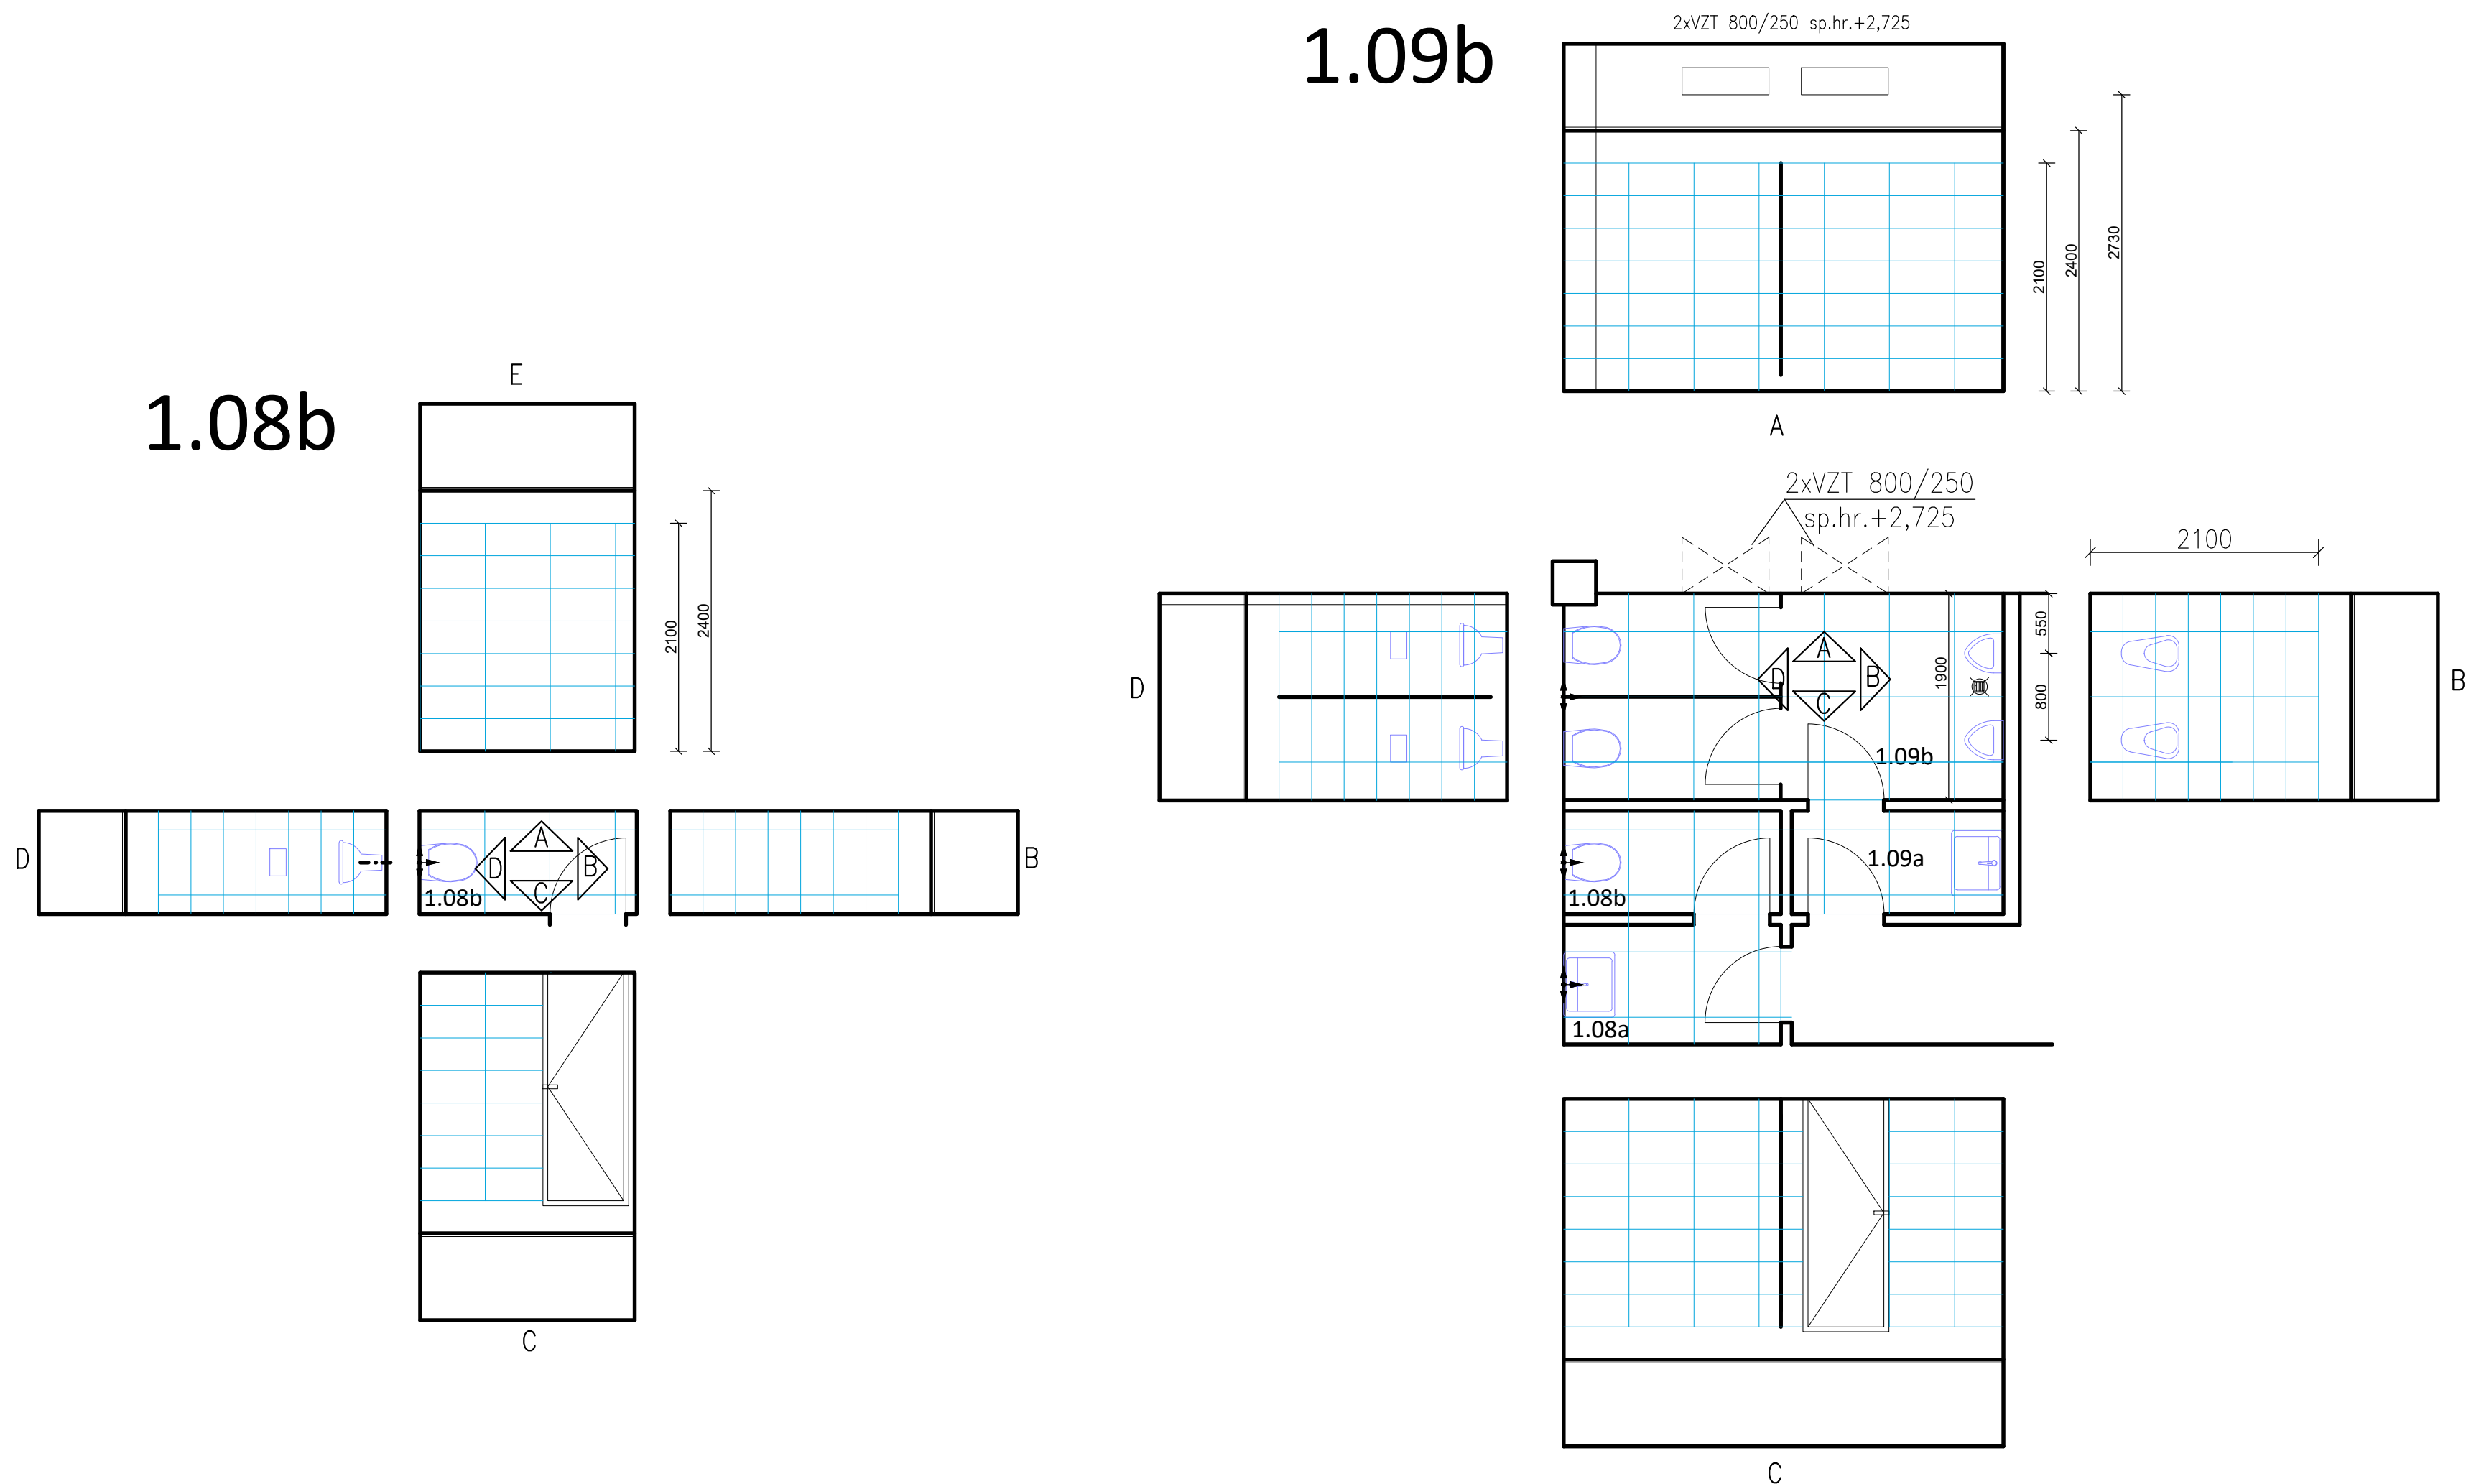 1.09b
2xVZT 800/250 sp.hr.+2,725
2100
2400
2730
A
1.08b
E
2100
2400
D
A
D
B
C
1.08b
B
C
2xVZT 800/250
sp.hr.+2,725
2100
D
A
D
B
C
1900
550
800
B
1.09b
1.09a
1.08b
1.08a
C